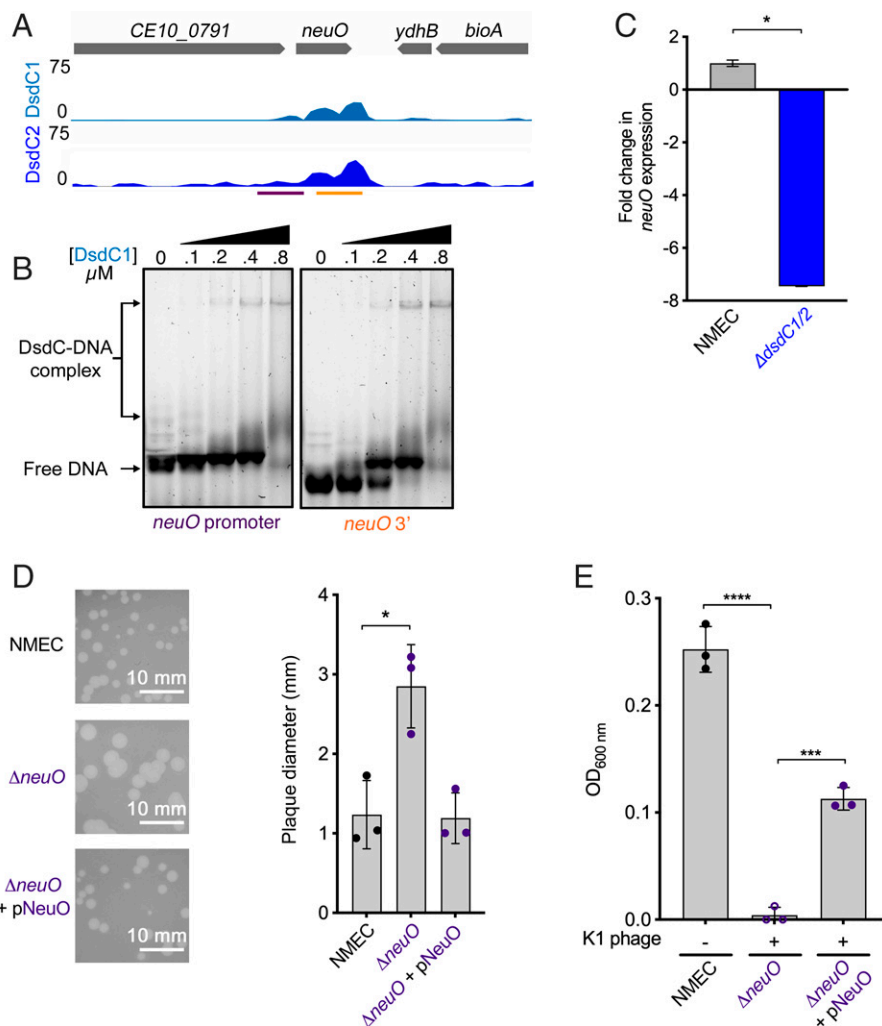 A
CE10_0791 neuO ydhB bioA
75
DsdC1
0
75
DsdC2
0
B
[DsdC1] 0 .1 .2 .4 .8 0 .1 .2 .4 .8
µM
DsdC-DNA
complex
Free DNA
neuO promoter
neuO 3’
C
*
Fold change in
neuO expression
2
0
-2
-4
-6
-8
NMEC
ΔdsdC1/2
D
NMEC
10 mm
ΔneuO
10 mm
ΔneuO
+ pNeuO
10 mm
Plaque diameter (mm)
4
3
2
1
0
*
NMEC
ΔneuO
ΔneuO + pNeuO
E
OD600 nm
0.3
0.2
0.1
0.0
****
***
K1 phage - + +
NMEC
ΔneuO
ΔneuO
+ pNeuO